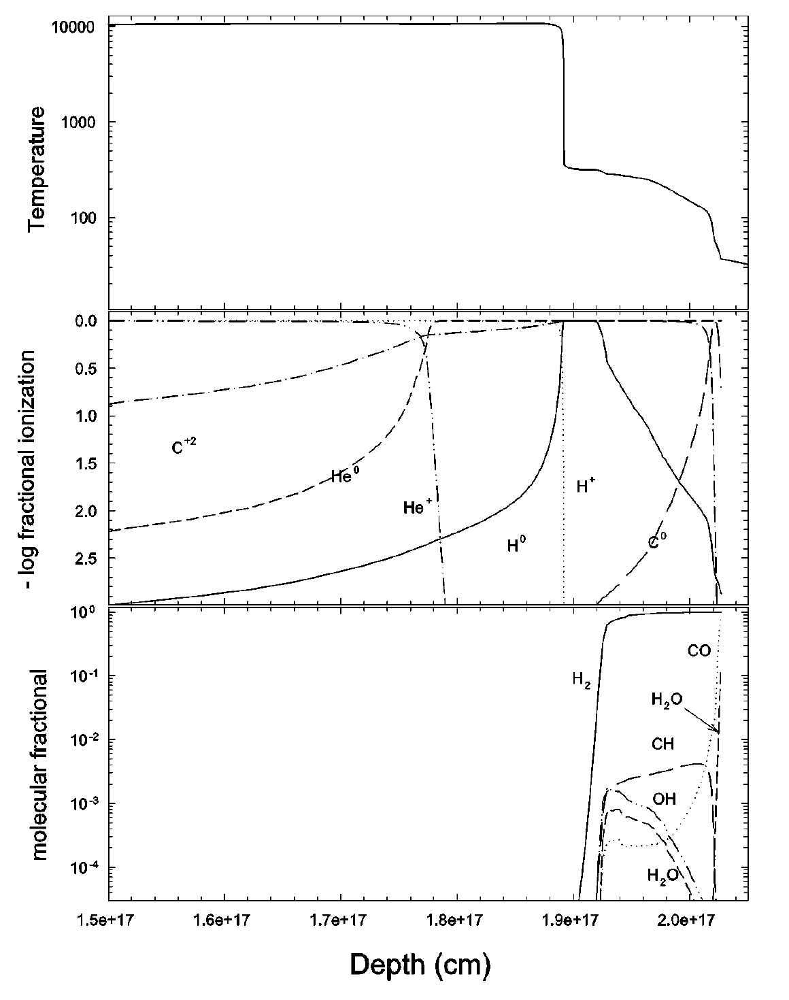 10000
1000
100
Temperature
0.0
0.5
1.0
1.5
2.0
2.5
- log fractional ionization
C⁺²
He⁰
He⁺
H⁰
H⁺
C⁰
10⁰
10⁻¹
10⁻²
10⁻³
10⁻⁴
molecular fractional
H₂
CO
H₂O
CH
OH
H₂O
1.5e+17 1.6e+17 1.7e+17 1.8e+17 1.9e+17 2.0e+17
Depth (cm)